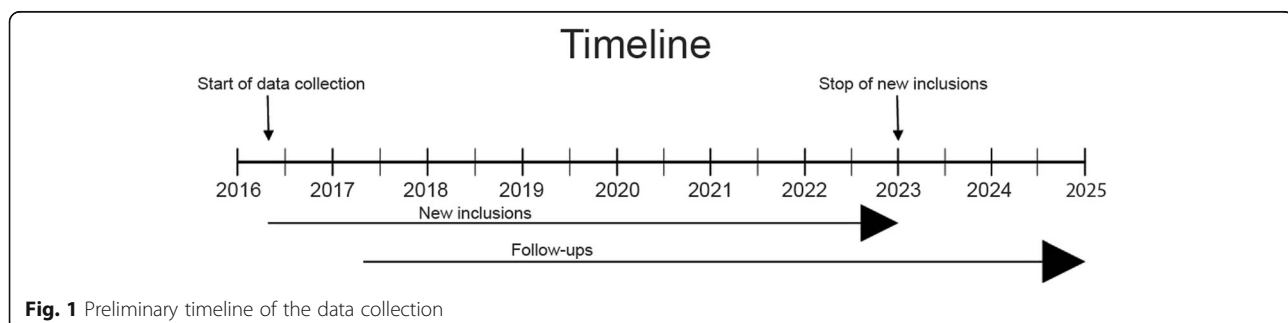 Timeline
Start of data collection Stop of new inclusions
2016 2017 2018 2019 2020 2021 2022 2023 2024 2025
New inclusions
Follow-ups
Fig. 1 Preliminary timeline of the data collection